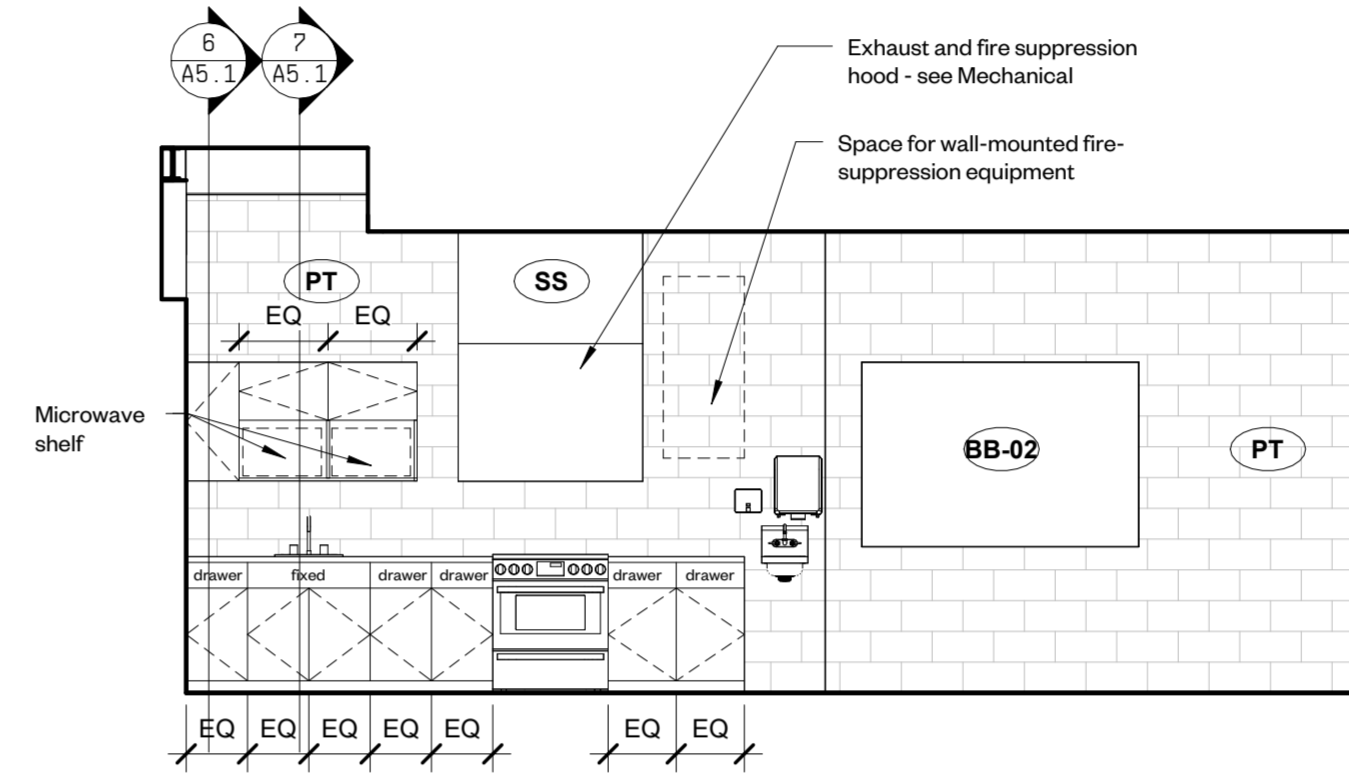 6 7
A5.1 A5.1
Exhaust and fire suppression
hood - see Mechanical
Space for wall-mounted fire-
suppression equipment
PT
SS
EQ EQ
Microwave
shelf
BB-02
PT
drawer fixed drawer drawer drawer drawer
EQ EQ EQ EQ EQ EQ EQ